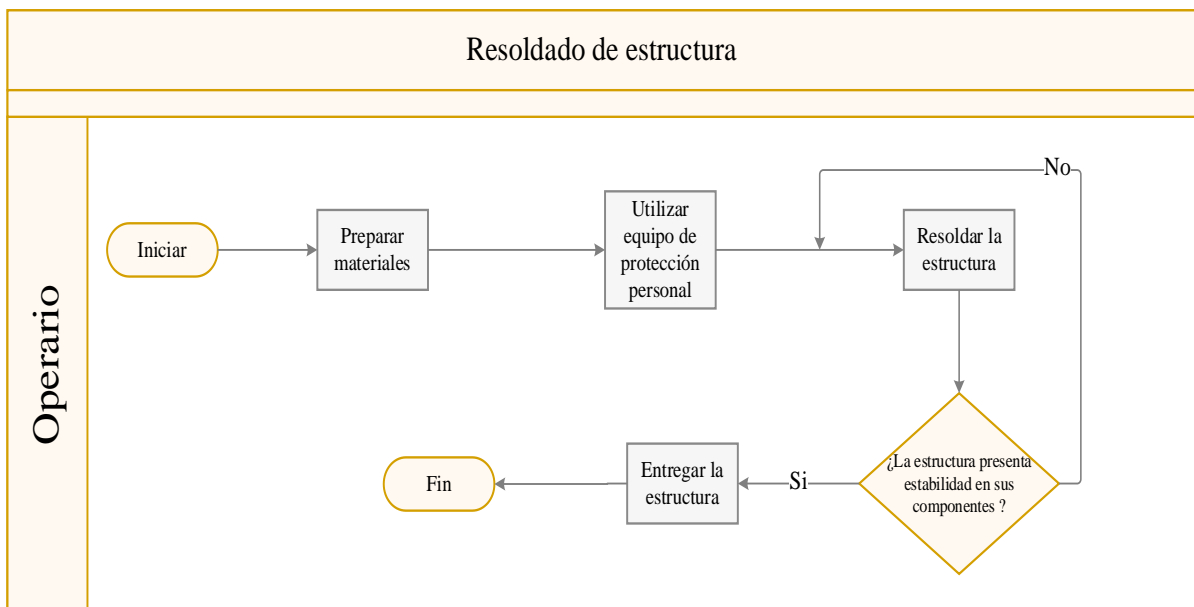 Resoldado de estructura
Operario
Iniciar
Preparar
materiales
Utilizar
equipo de
protección
personal
Resoldar la
estructura
No
¿La estructura presenta
estabilidad en sus
componentes ?
Si
Entregar la
estructura
Fin